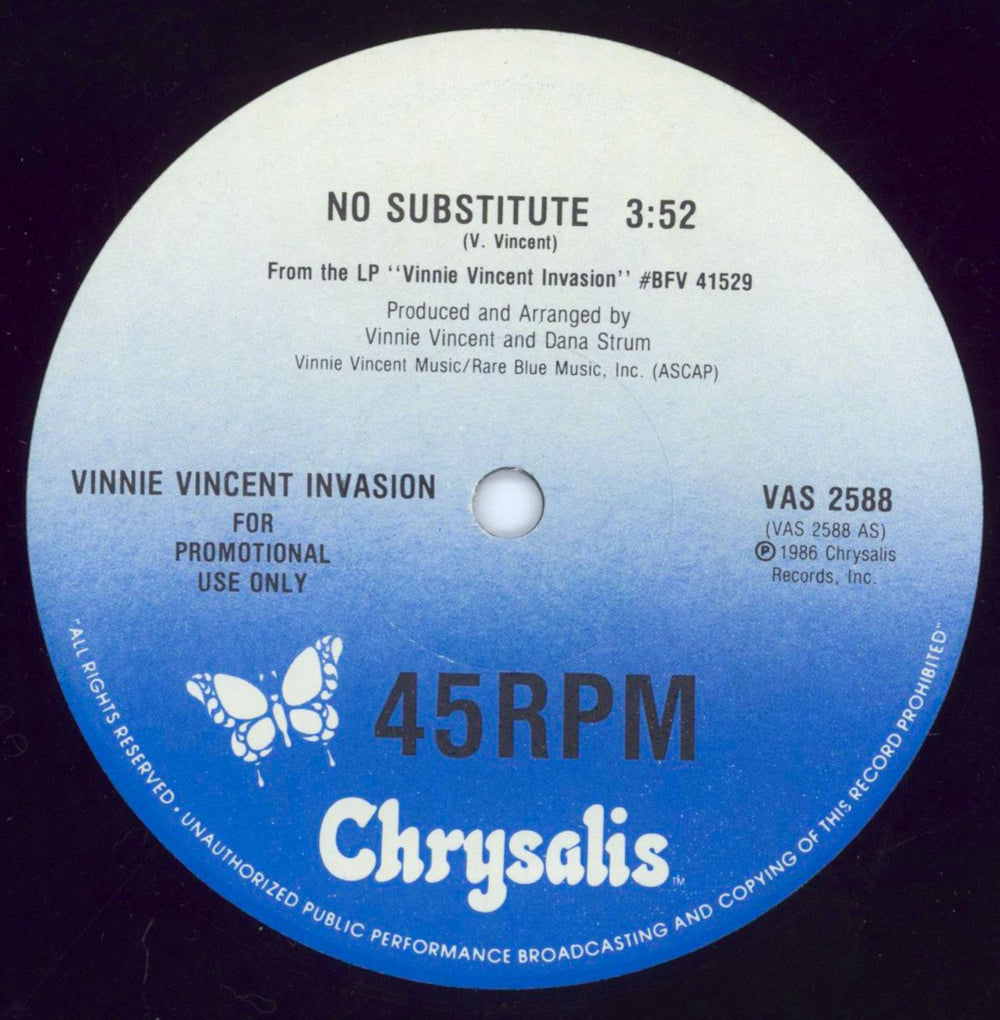 NO SUBSTITUTE 3:52
(V. Vincent)
From the LP ‘‘Vinnie Vincent Invasion’’ #BFV 41529
Produced and Arranged by
Vinnie Vincent and Dana Strum
Vinnie Vincent Music/Rare Blue Music, Inc. (ASCAP)
VINNIE VINCENT INVASION
FOR
PROMOTIONAL
USE ONLY
VAS 2588
(VAS 2588 AS)
Ⓟ 1986 Chrysalis
Records, Inc.
45RPM
Chrysalis TM
"ALL RIGHTS RESERVED • UNAUTHORIZED PUBLIC PERFORMANCE BROADCASTING AND COPYING OF THIS RECORD PROHIBITED"